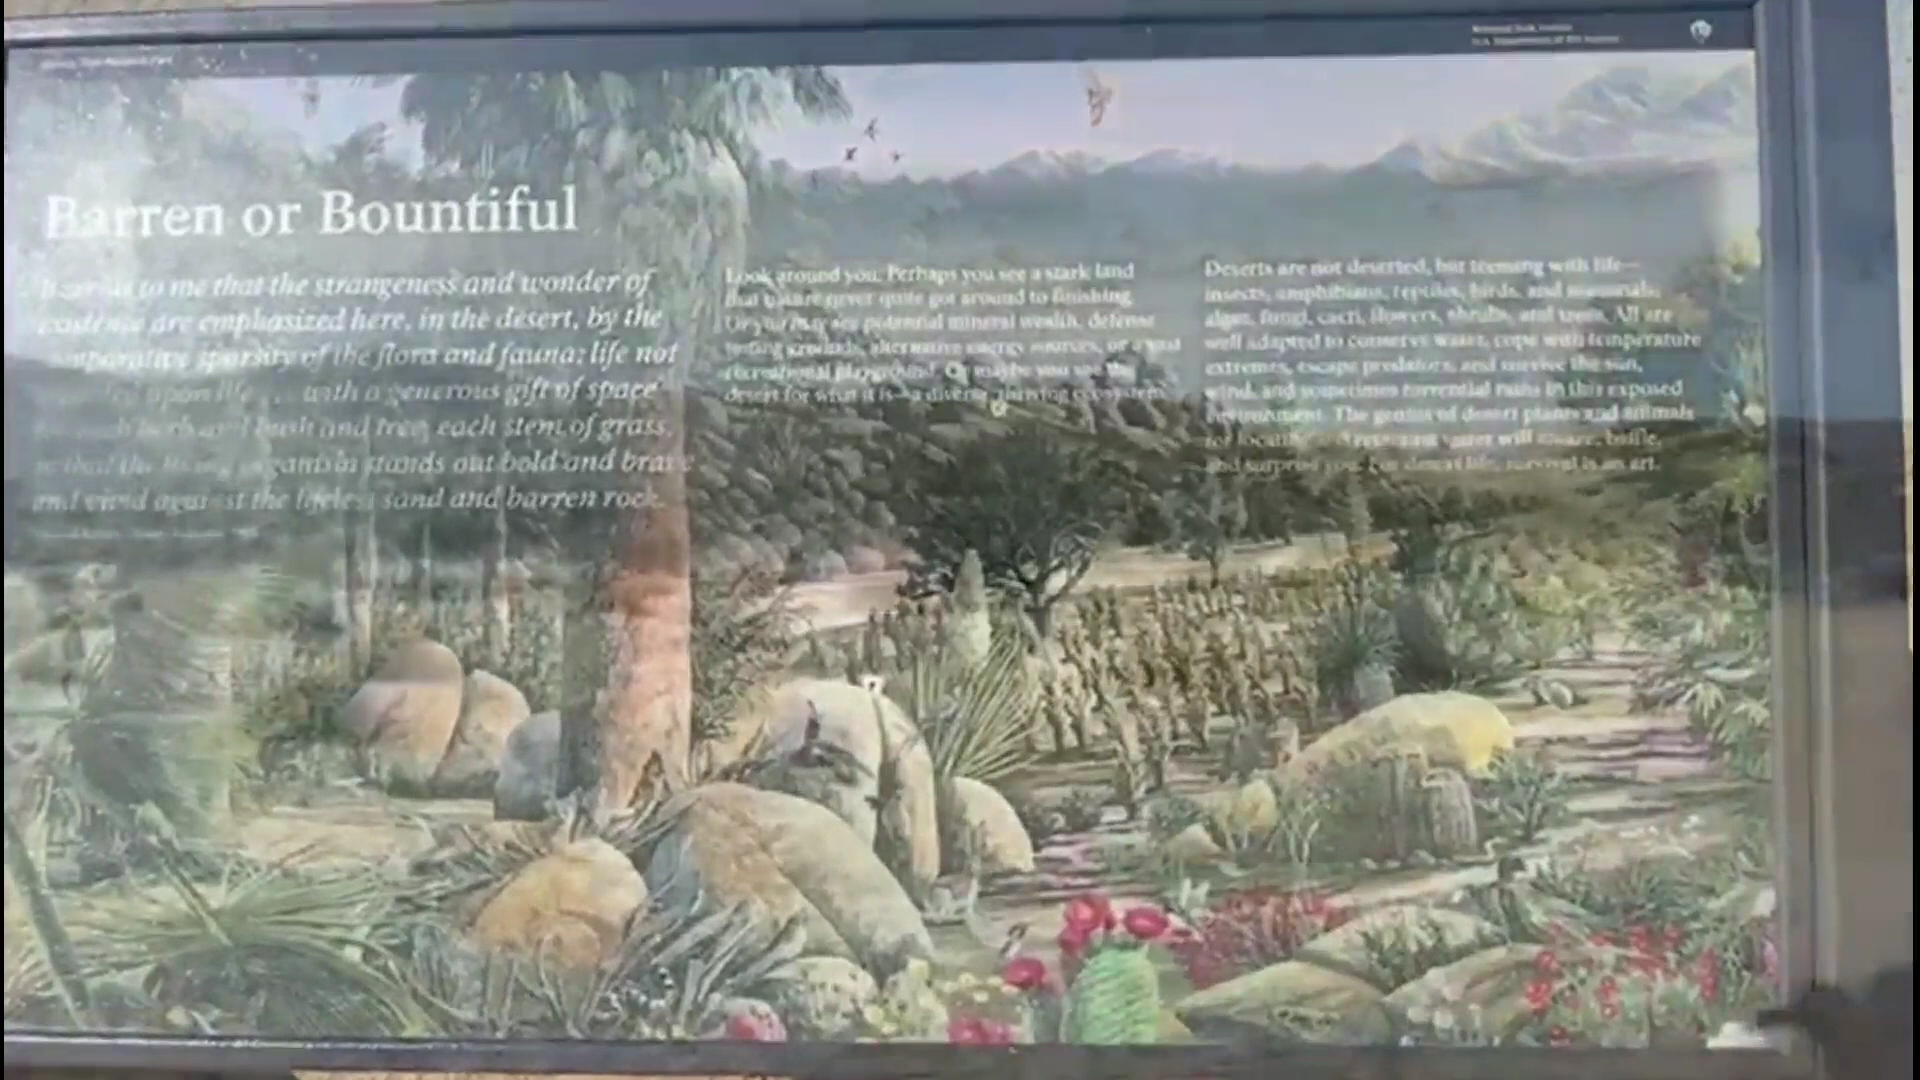 Barren or Bountiful
to me that the strangeness and wonder of
existence are emphasized here, in the desert, by the
comparative sparsity of the flora and fauna: life not
upon life . . . with a generous gift of space
herb and bush and tree, each stem of grass,
so that the living organism stands out bold and brave
and vivid against the lifeless sand and barren rock.
Look around you. Perhaps you see a stark land
that nature never quite got around to finishing.
Or you may see potential mineral wealth, defense
testing grounds, alternative energy sources, or a vast
recreational playground. Or maybe you see the
desert for what it is—a diverse, thriving ecosystem.
Deserts are not deserted, but teeming with life—
insects, amphibians, reptiles, birds, and mammals;
algae, fungi, cacti, flowers, shrubs, and trees. All are
well adapted to conserve water, cope with temperature
extremes, escape predators, and survive the sun,
wind, and sometimes torrential rains in this exposed
environment. The genius of desert plants and animals
for locating and water will amaze, baffle,
and surprise you. For desert life, survival is an art.